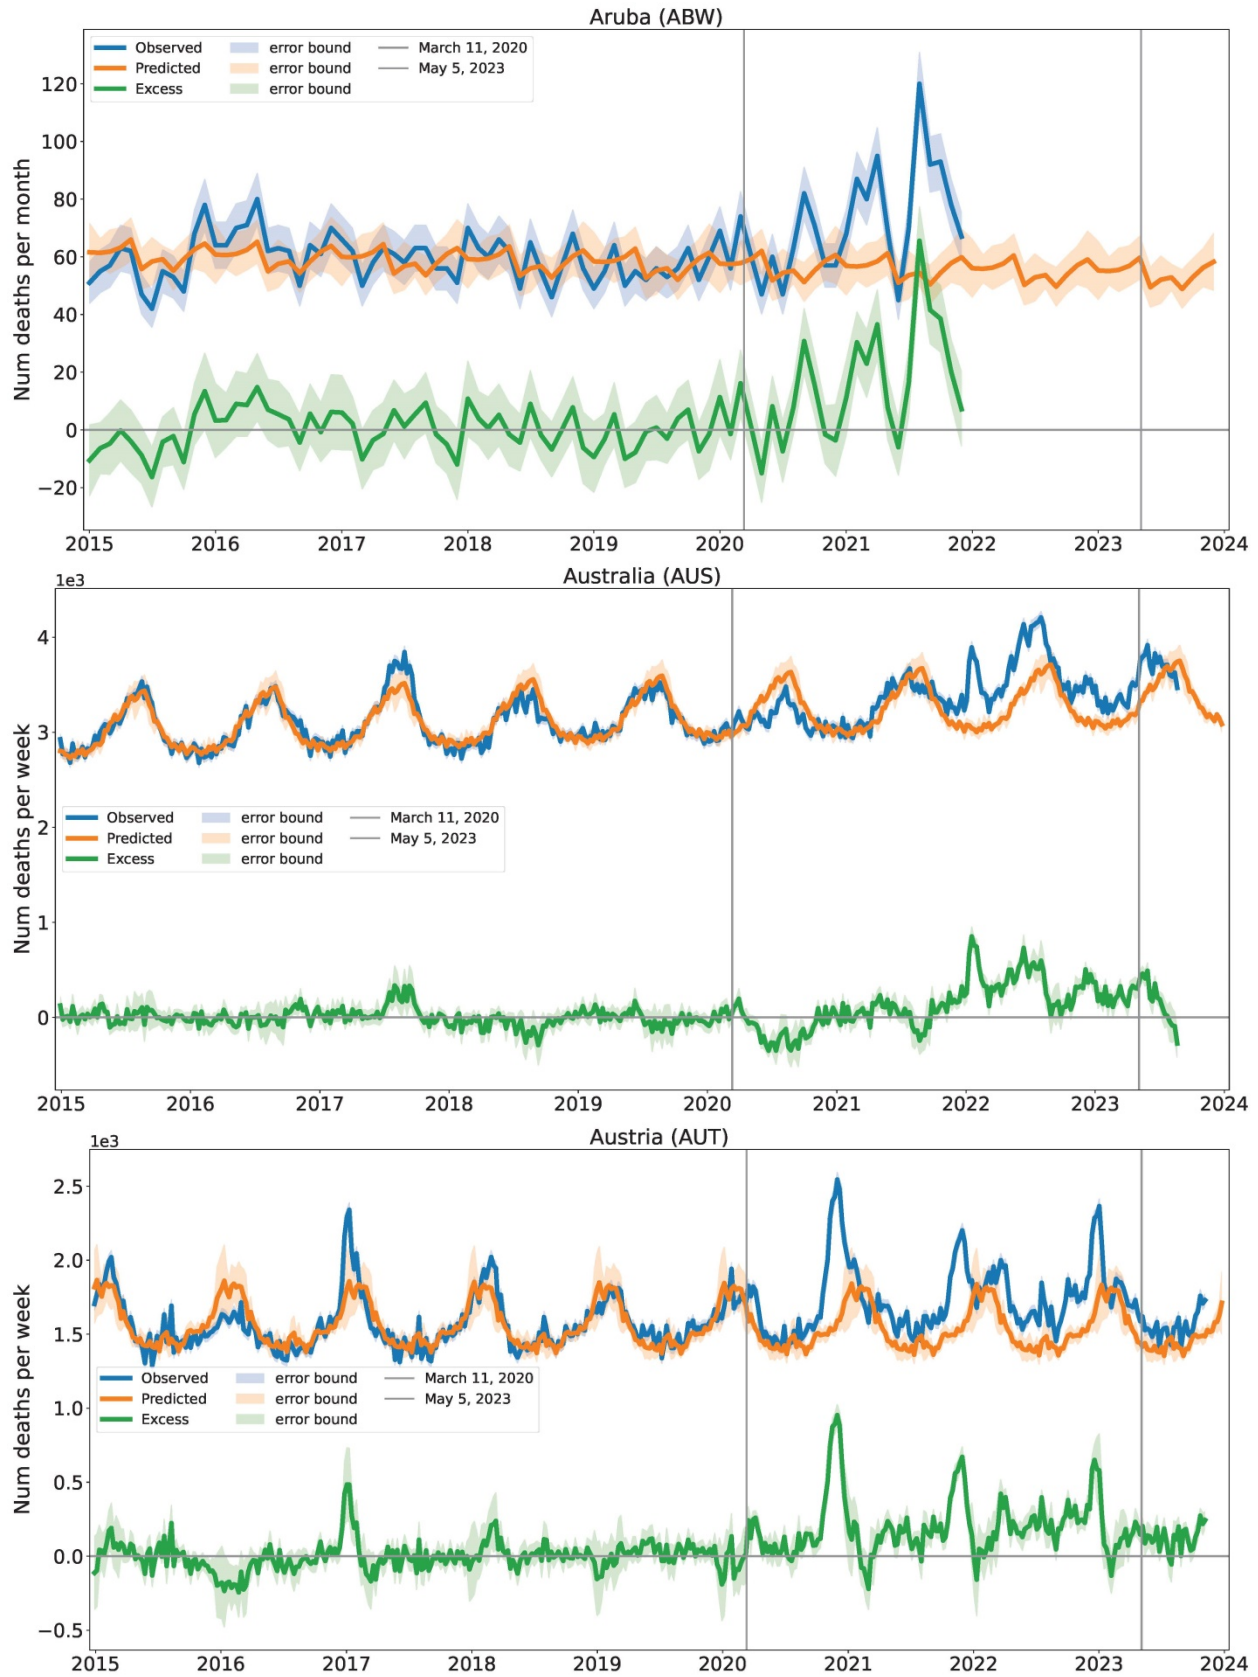 Aruba (ABW)
Observed error bound March 11, 2020
Predicted error bound May 5, 2023
Excess error bound
Num deaths per month
120
100
80
60
40
20
0
−20
2015 2016 2017 2018 2019 2020 2021 2022 2023 2024
1e3 Australia (AUS)
4
3
2
1
0
Observed error bound March 11, 2020
Predicted error bound May 5, 2023
Excess error bound
Num deaths per week
2015 2016 2017 2018 2019 2020 2021 2022 2023 2024
1e3 Austria (AUT)
2.5
2.0
1.5
1.0
0.5
0.0
−0.5
Observed error bound March 11, 2020
Predicted error bound May 5, 2023
Excess error bound
Num deaths per week
2015 2016 2017 2018 2019 2020 2021 2022 2023 2024